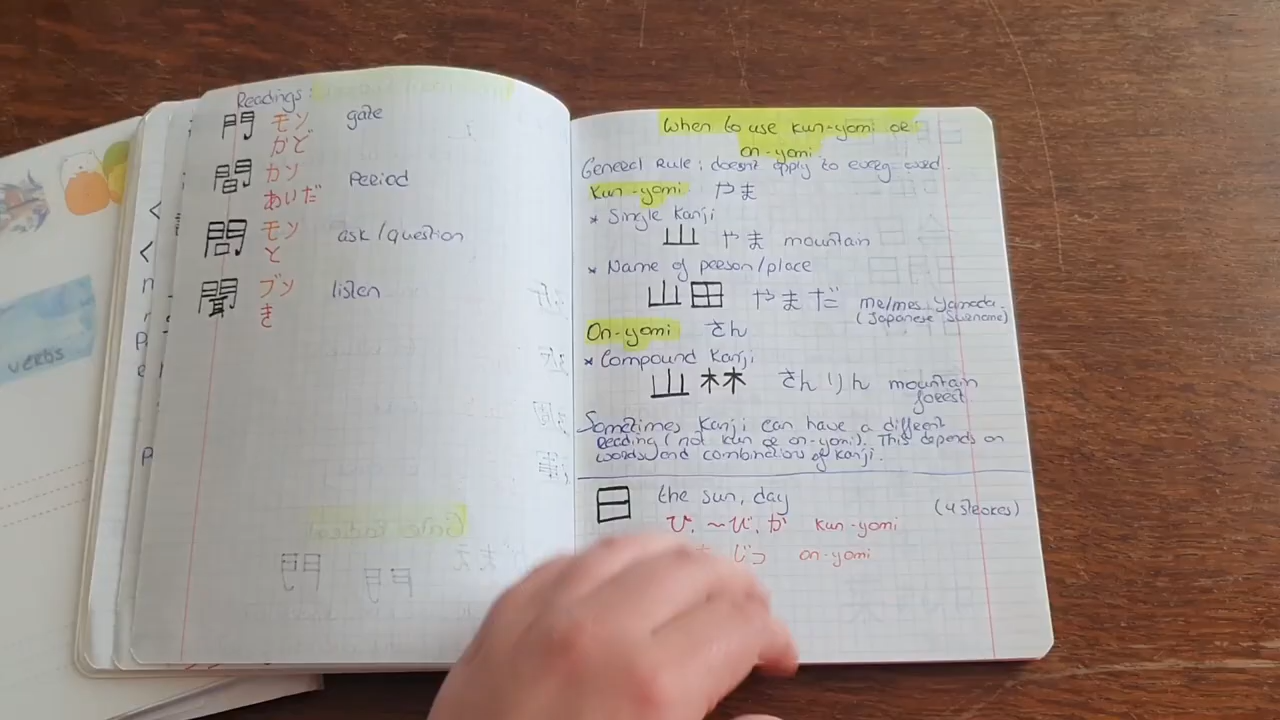 verbs
Readings:
門 モン gate
かど
間 カン Period
あいだ
問 モン ask/question
と
聞 ブン listen
き
When to use kun-yomi or
on-yomi
General Rule: doesn't apply to every word.
Kun-yomi やま
* Single Kanji
山 やま mountain
* Name of person/place
山田 やまだ mr/mrs Yamada.
(Japanese Surname)
On-yomi さん
* Compound Kanji
山林 さんりん mountain
forest
Sometimes Kanji can have a different
reading (not kun or on-yomi). This depends on
words and combination of Kanji.
日 the sun, day (4 strokes)
ひ, ~び, か kun-yomi
じつ on-yomi